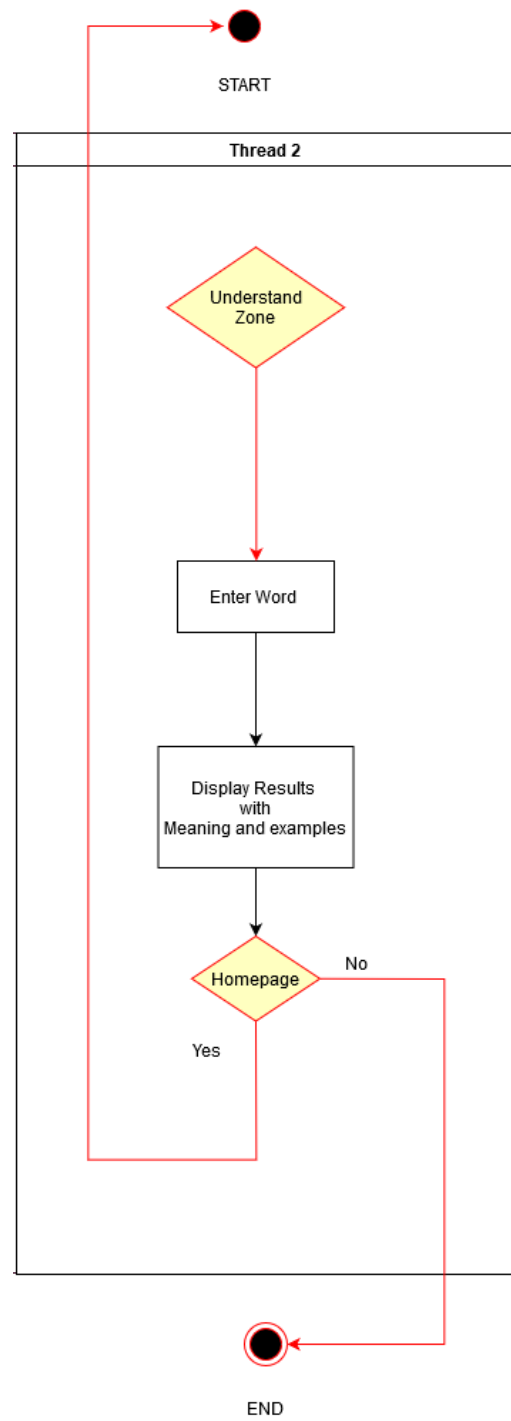 START
Thread 2
Understand
Zone
Enter Word
Display Results
with
Meaning and examples
Homepage
No
Yes
END